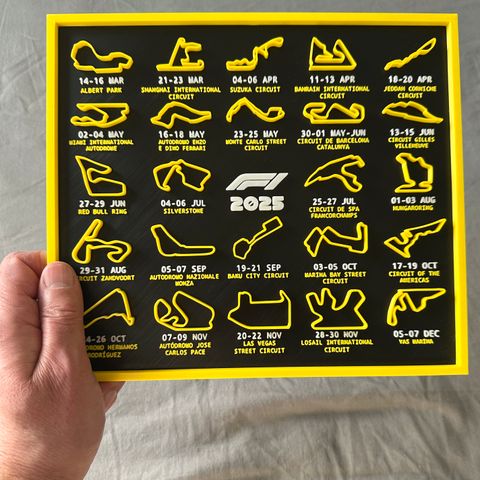 14-16 MAR
ALBERT PARK
21-23 MAR
SHANGHAI INTERNATIONAL
CIRCUIT
04-06 APR
SUZUKA CIRCUIT
11-13 APR
BAHRAIN INTERNATIONAL
CIRCUIT
18-20 APR
JEDDAH CORNICHE
CIRCUIT
02-04 MAY
MIAMI INTERNATIONAL
AUTODROME
16-18 MAY
AUTODROMO ENZO
E DINO FERRARI
23-25 MAY
MONTE CARLO STREET
CIRCUIT
30-01 MAY-JUN
CIRCUIT DE BARCELONA
CATALUNYA
13-15 JUN
CIRCUIT GILLES
VILLENEUVE
27-29 JUN
RED BULL RING
04-06 JUL
SILVERSTONE
F1
2025
25-27 JUL
CIRCUIT DE SPA
FRANCORCHAMPS
01-03 AUG
HUNGARORING
29-31 AUG
CIRCUIT ZANDVOORT
05-07 SEP
AUTODROMO NAZIONALE
MONZA
19-21 SEP
BAKU CITY CIRCUIT
03-05 OCT
MARINA BAY STREET
CIRCUIT
17-19 OCT
CIRCUIT OF THE
AMERICAS
4-26 OCT
DROMO HERMANOS
RODRÍGUEZ
07-09 NOV
AUTÓDROMO JOSE
CARLOS PACE
20-22 NOV
LAS VEGAS
STREET CIRCUIT
28-30 NOV
LOSAIL INTERNATIONAL
CIRCUIT
05-07 DEC
YAS MARINA